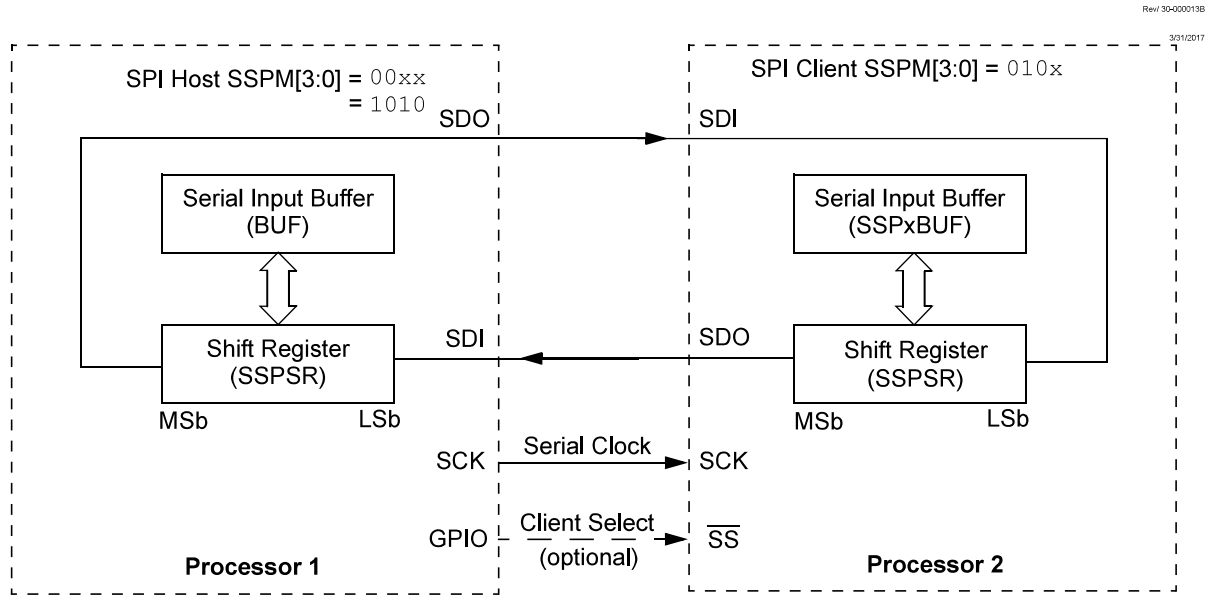 Rev/ 30-000013B
3/31/2017
SPI Host SSPM[3:0] = 00xx
= 1010
SPI Client SSPM[3:0] = 010x
SDO
SDI
Serial Input Buffer
(BUF)
Serial Input Buffer
(SSPxBUF)
Shift Register
(SSPSR)
SDI
SDO
Shift Register
(SSPSR)
MSb
LSb
MSb
LSb
SCK
Serial Clock
SCK
GPIO
Client Select
(optional)
SS
Processor 1
Processor 2